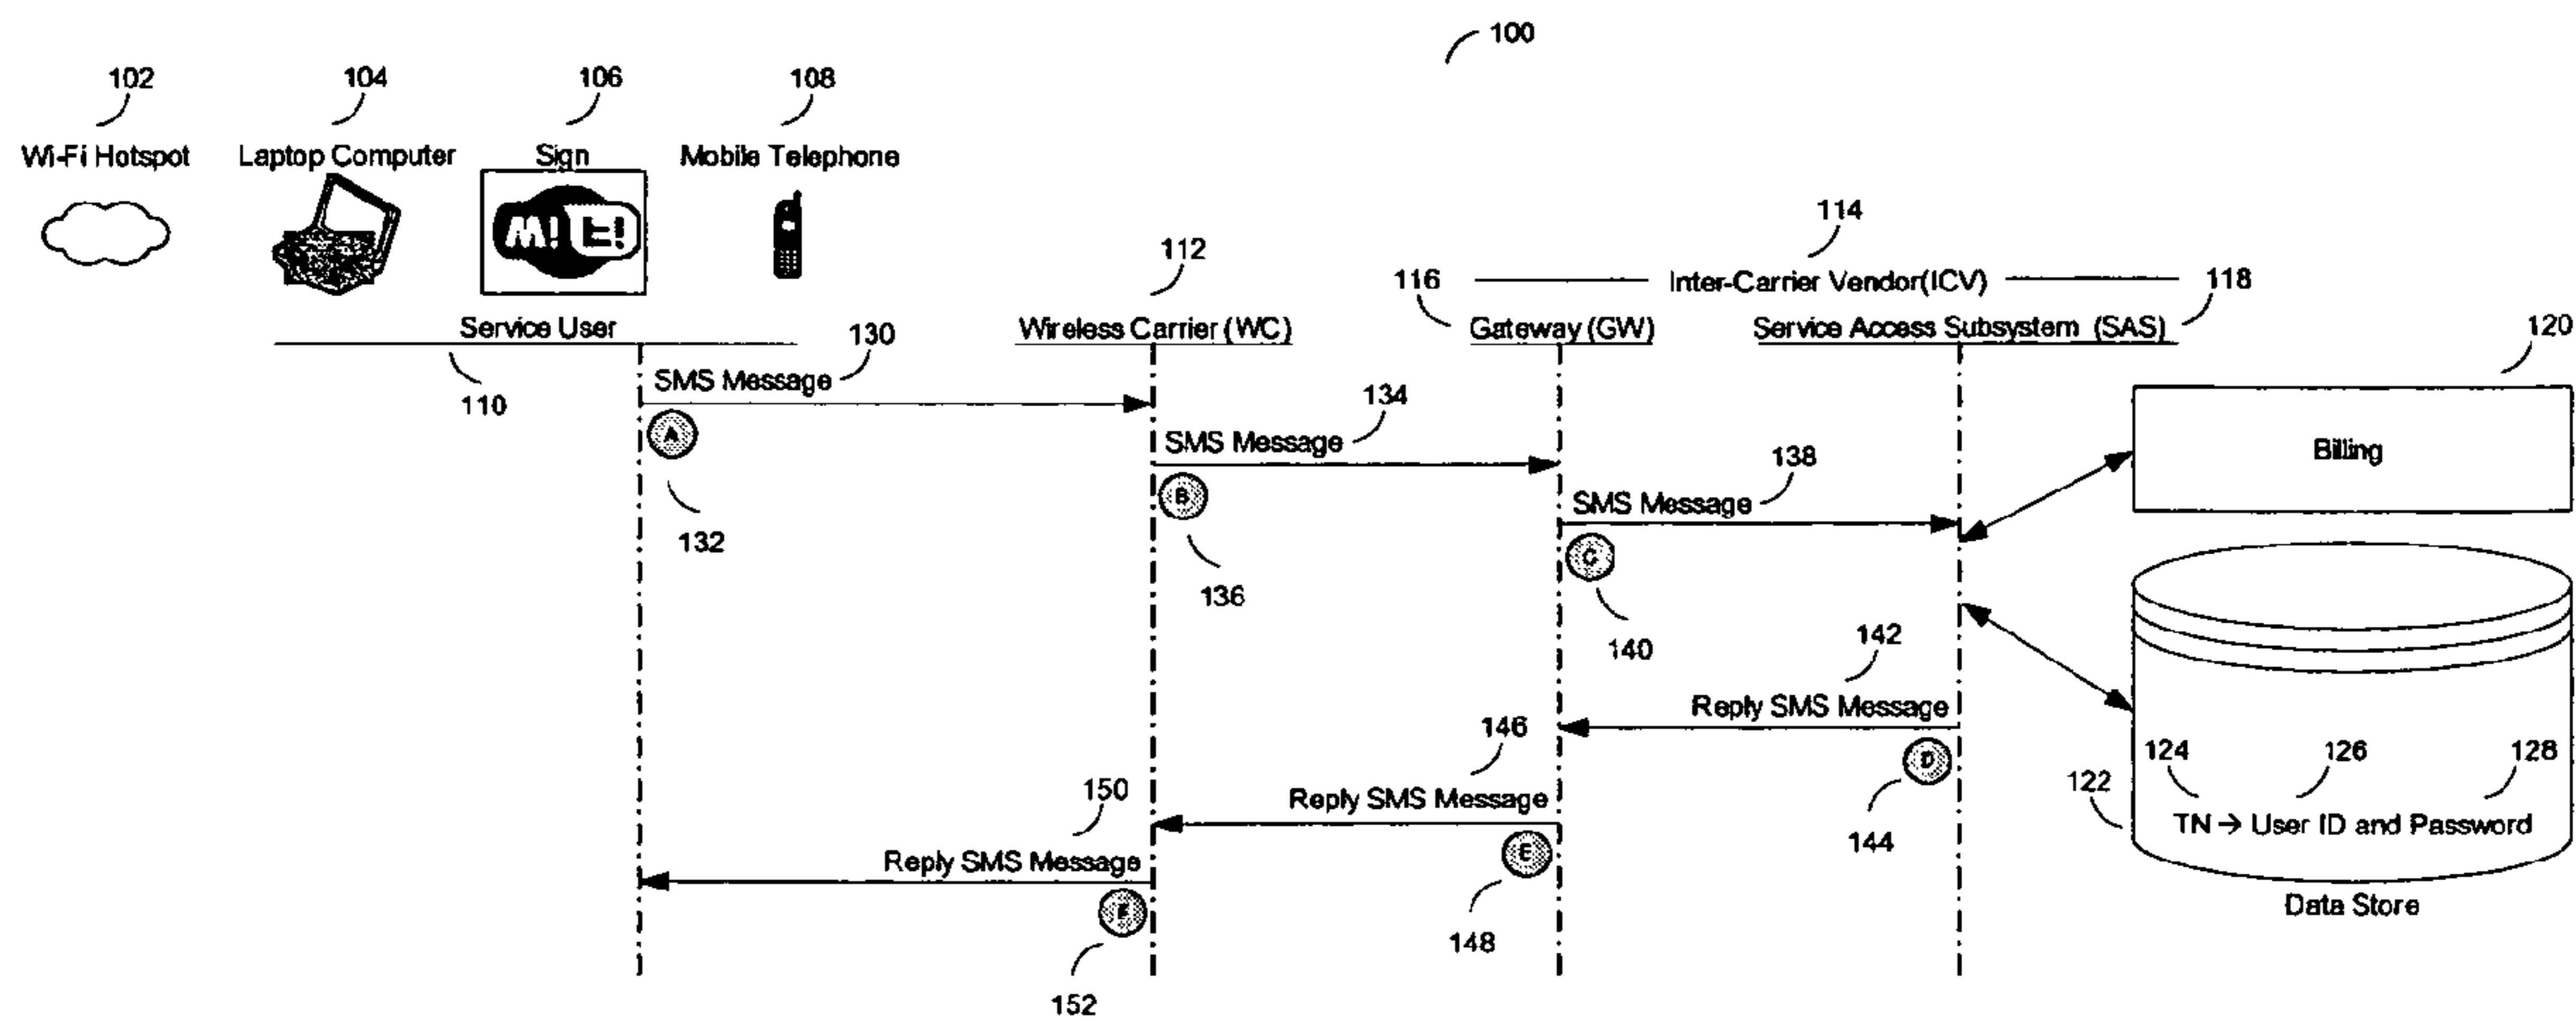 100
102 104 106 108
Wi-Fi Hotspot Laptop Computer Sign Mobile Telephone
Wi Fi
114
112
116 Inter-Carrier Vendor(ICV) 118
Service User Wireless Carrier (WC) Gateway (GW) Service Access Subsystem (SAS) 120
130
SMS Message
110
134
A
SMS Message
Billing
138
B
SMS Message
132
C
136
142
140
Reply SMS Message
146
124 126 128
D
122
150
Reply SMS Message
TN → User ID and Password
144
E
Reply SMS Message
Data Store
F
148
152